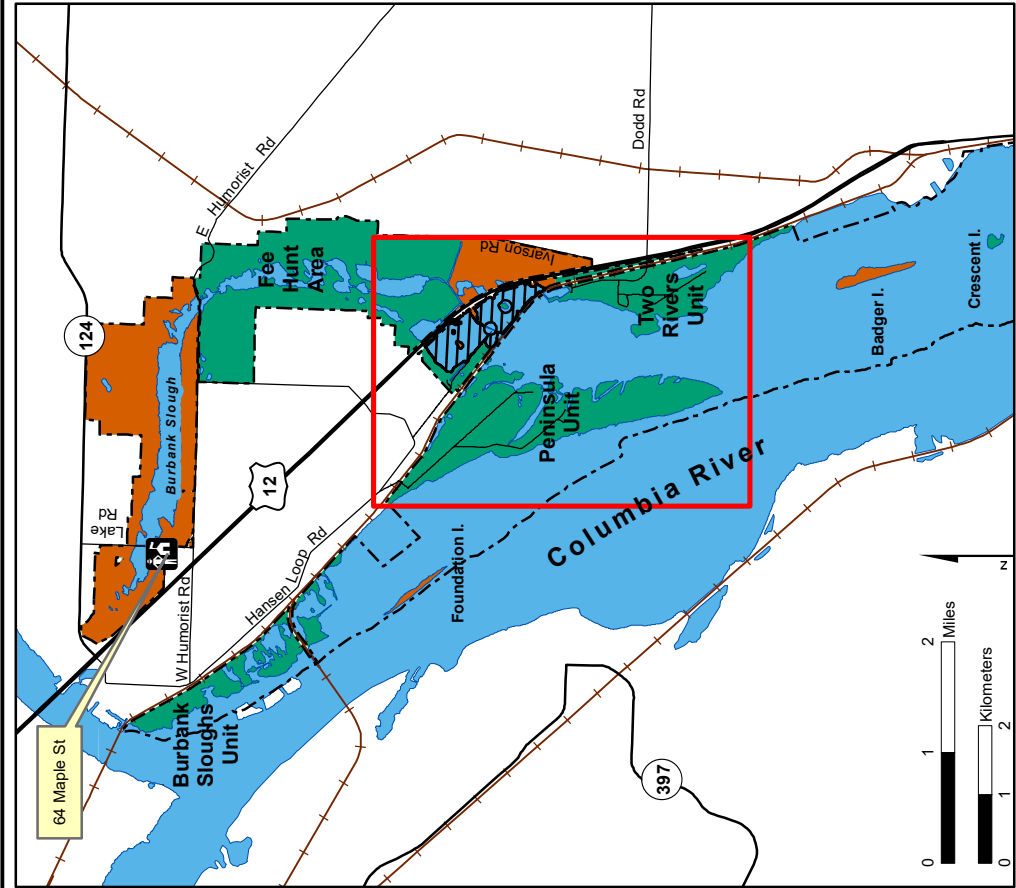 124
E Humorist Rd
Dodd Rd
Fee
Hunt
Area
Ivarson Rd
Burbank Slough
Lake
Rd
12
W Humorist Rd
Hansen Loop Rd
64 Maple St
Burbank
Sloughs
Unit
Two
Rivers
Unit
Peninsula
Unit
Columbia River
Foundation I.
Badger I.
Crescent I.
397
0 1 2
Miles
Kilometers
0 1 2
N